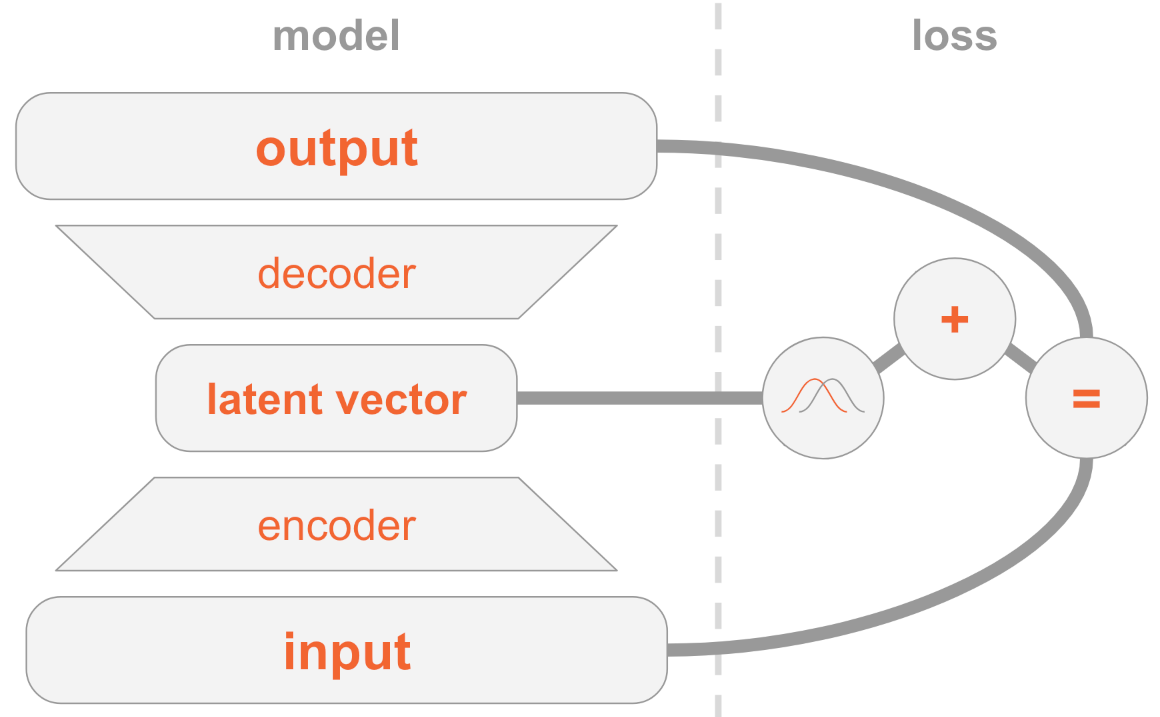 model
loss
output
decoder
+
latent vector
=
encoder
input